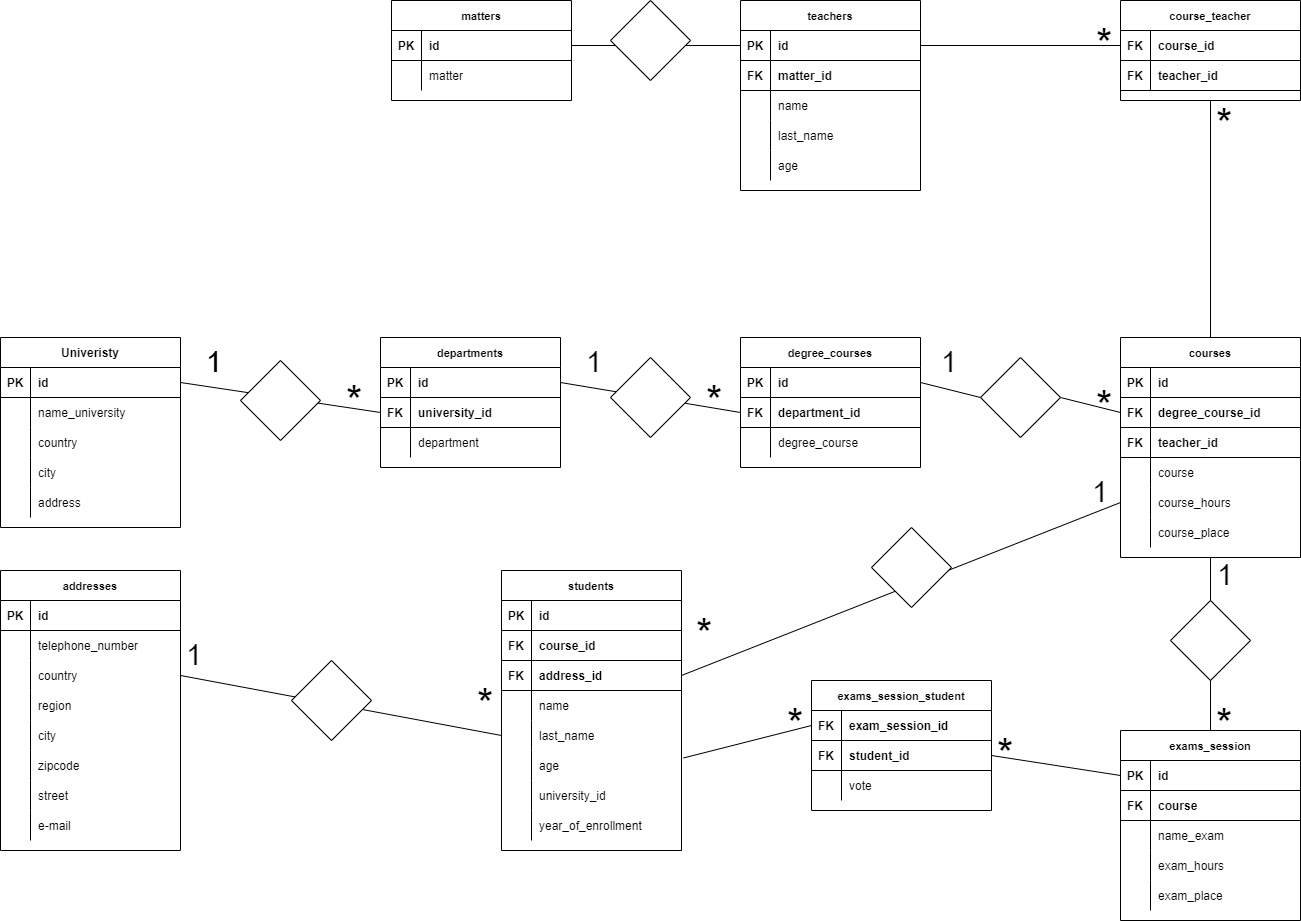 matters
PK id
matter
teachers
PK id
FK matter_id
name
last_name
age
*
course_teacher
FK course_id
FK teacher_id
*
Univeristy
PK id
name_university
country
city
address
1
*
departments
PK id
FK university_id
department
1
*
degree_courses
PK id
FK department_id
degree_course
1
*
courses
PK id
FK degree_course_id
FK teacher_id
course
course_hours
course_place
1
1
addresses
PK id
telephone_number
country
region
city
zipcode
street
e-mail
1
*
students
PK id
FK course_id
FK address_id
name
last_name
age
university_id
year_of_enrollment
*
*
exams_session_student
FK exam_session_id
FK student_id
vote
*
*
exams_session
PK id
FK course
name_exam
exam_hours
exam_place